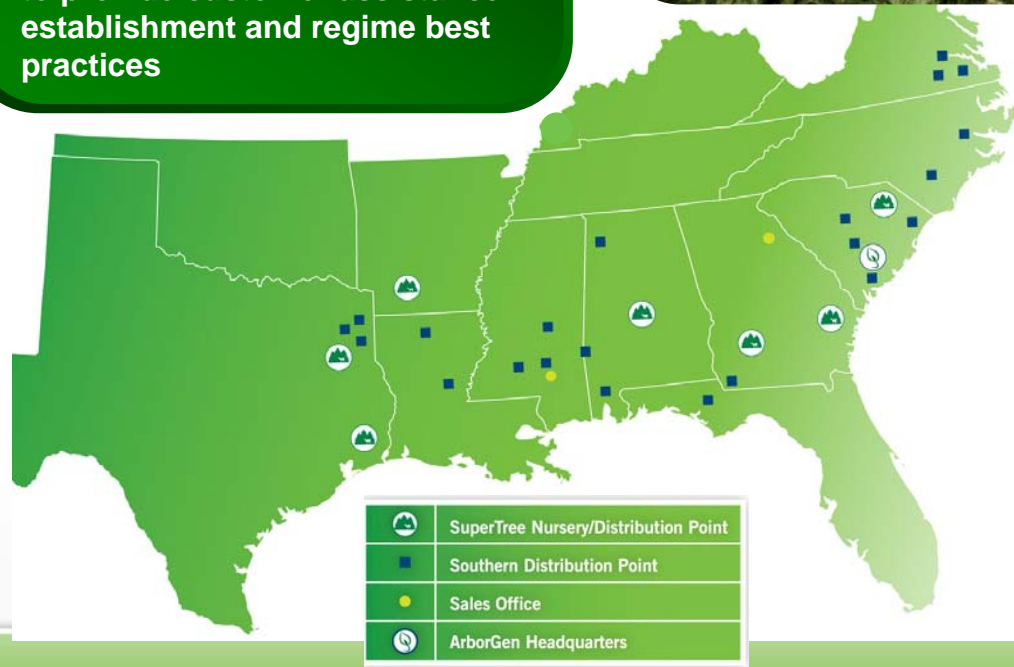 establishment and regime best
practices
SuperTree Nursery/Distribution Point
Southern Distribution Point
Sales Office
ArborGen Headquarters